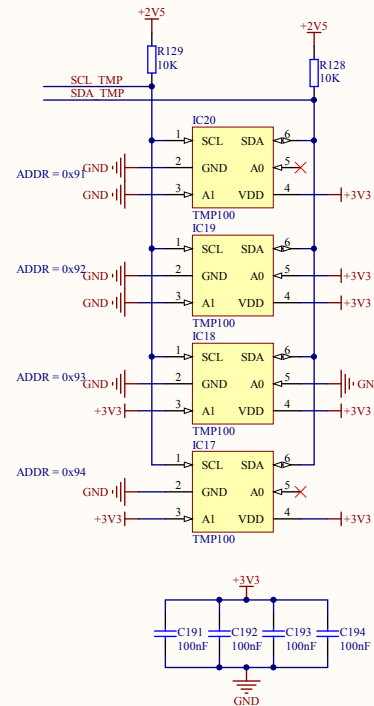 +2V5
+2V5
R129
10K
R128
10K
SCL_TMP
SDA_TMP
IC20
1 SCL SDA 6
ADDR = 0x91 GND 2 GND A0 5
GND 3 A1 VDD 4 +3V3
TMP100
IC19
1 SCL SDA 6
ADDR = 0x92 GND 2 GND A0 5 +3V3
GND 3 A1 VDD 4 +3V3
TMP100
IC18
1 SCL SDA 6
ADDR = 0x93 GND 2 GND A0 5 GN
+3V3 3 A1 VDD 4 +3V3
TMP100
IC17
1 SCL SDA 6
ADDR = 0x94
GND 2 GND A0 5
+3V3 3 A1 VDD 4 +3V3
TMP100
+3V3
C191 C192 C193 C194
100nF 100nF 100nF 100nF
GND